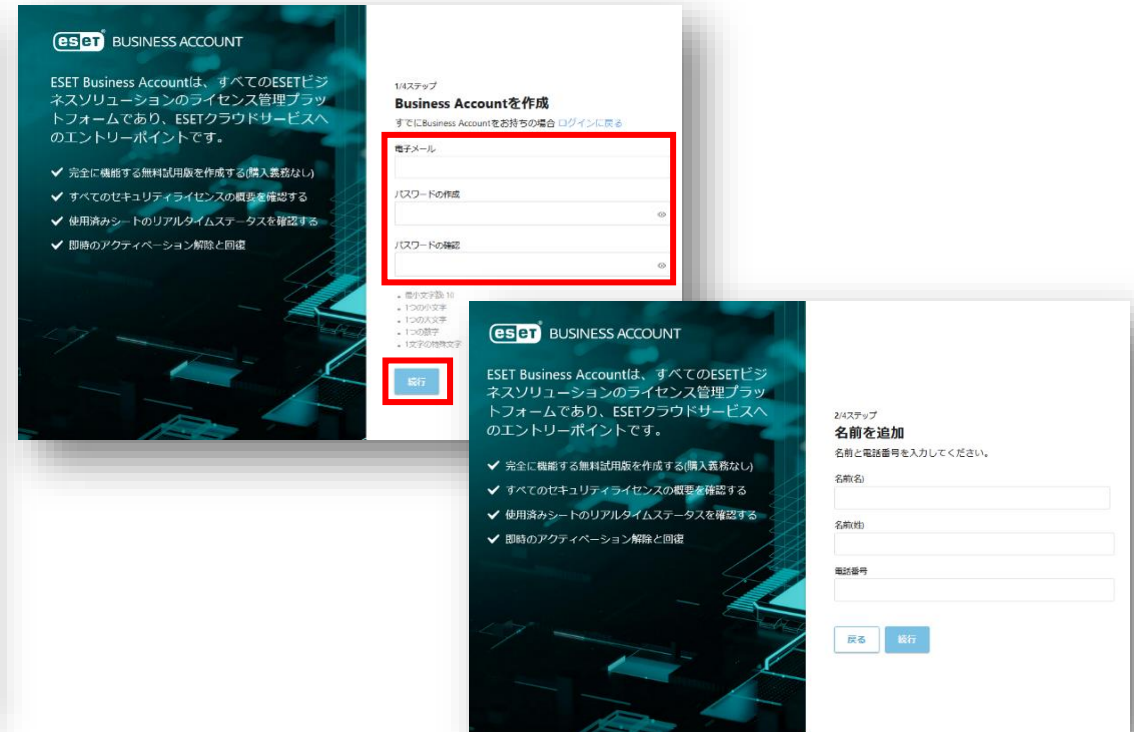 eset BUSINESS ACCOUNT
ESET Business Accountは、すべてのESETビジ
ネスソリューションのライセンス管理プラッ
トフォームであり、ESETクラウドサービスへ
のエントリーポイントです。
✔ 完全に機能する無料試用版を作成する(購入義務なし)
✔ すべてのセキュリティライセンスの概要を確認する
✔ 使用済みシートのリアルタイムステータスを確認する
✔ 即時のアクティベーション解除と回復
1/4ステップ
Business Accountを作成
すでにBusiness Accountをお持ちの場合 ログインに戻る
電子メール
パスワードの作成
パスワードの確認
• 最小文字数: 10
• 1つの小文字
• 1つの大文字
• 1つの数字
• 1文字の特殊文字
続行
eset BUSINESS ACCOUNT
ESET Business Accountは、すべてのESETビジ
ネスソリューションのライセンス管理プラッ
トフォームであり、ESETクラウドサービスへ
のエントリーポイントです。
✔ 完全に機能する無料試用版を作成する(購入義務なし)
✔ すべてのセキュリティライセンスの概要を確認する
✔ 使用済みシートのリアルタイムステータスを確認する
✔ 即時のアクティベーション解除と回復
2/4ステップ
名前を追加
名前と電話番号を入力してください。
名前(名)
名前(姓)
電話番号
戻る 続行